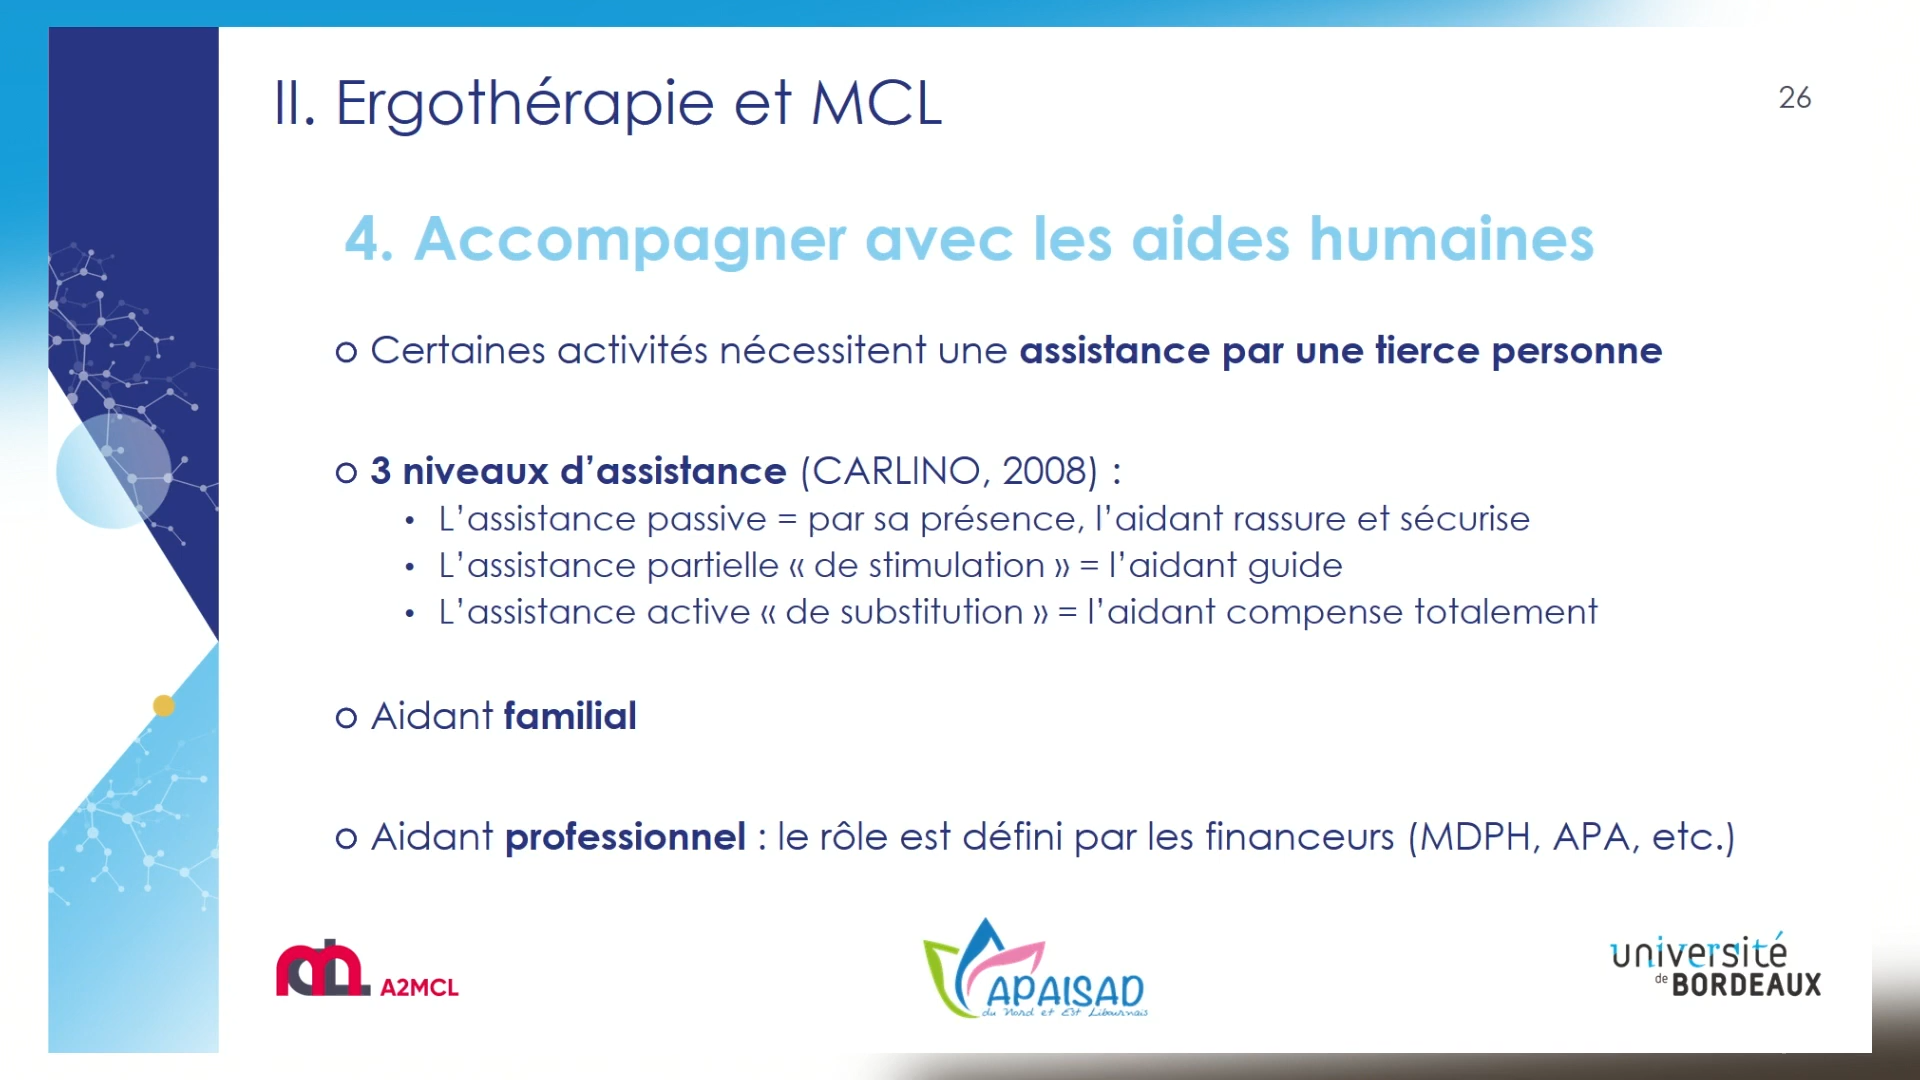 II. Ergothérapie et MCL
26
4. Accompagner avec les aides humaines
Certaines activités nécessitent une assistance par une tierce personne
3 niveaux d’assistance (CARLINO, 2008) :
• L’assistance passive = par sa présence, l’aidant rassure et sécurise
• L’assistance partielle « de stimulation » = l’aidant guide
• L’assistance active « de substitution » = l’aidant compense totalement
Aidant familial
Aidant professionnel : le rôle est défini par les financeurs (MDPH, APA, etc.)
A2MCL
APAISAD
du Nord et Est Libournais
université
de BORDEAUX